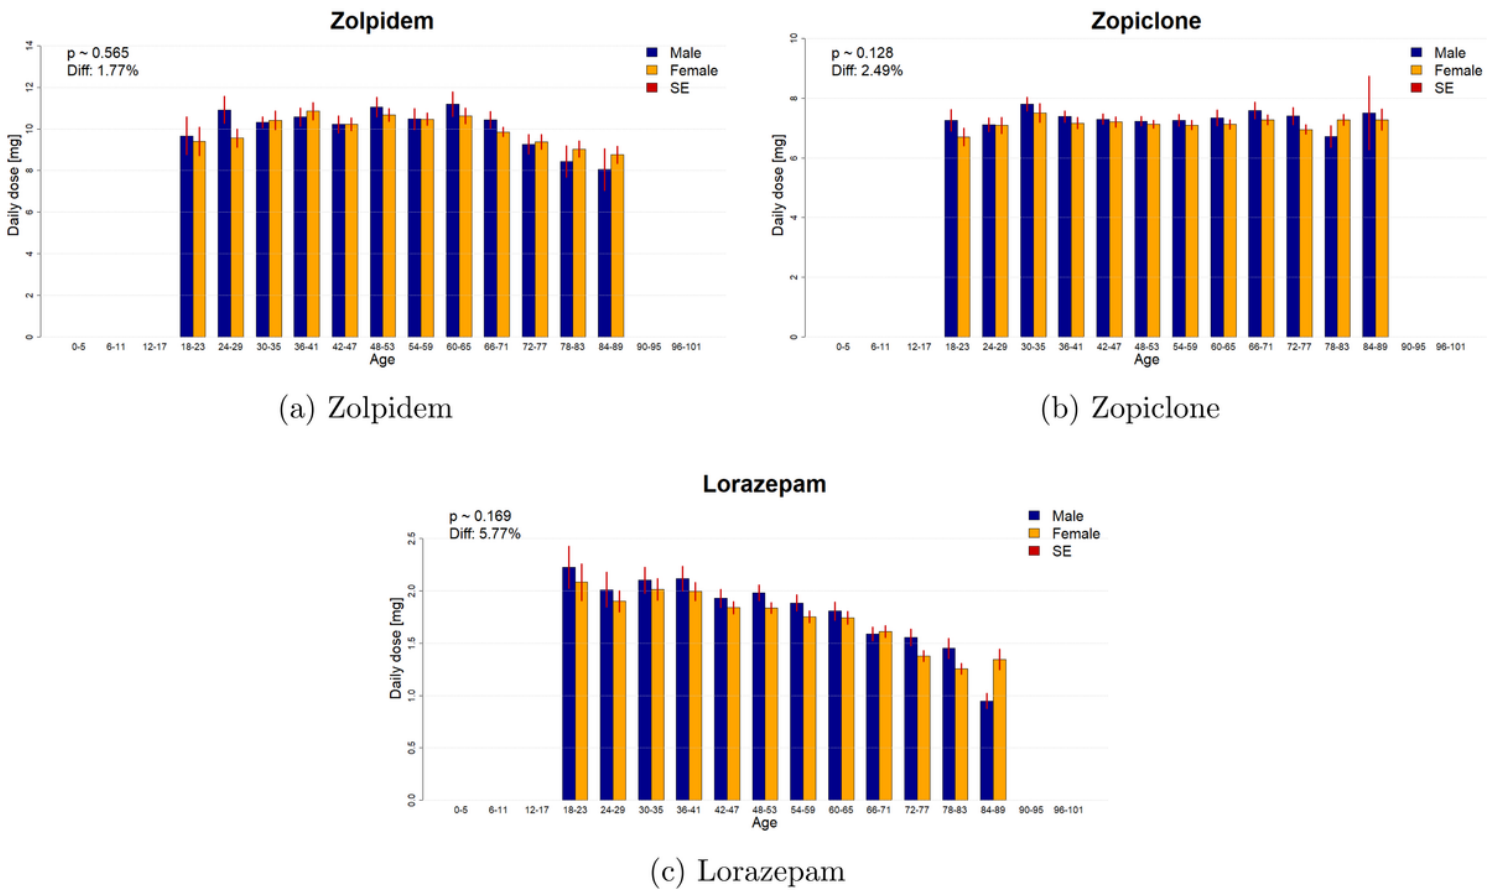 Zolpidem
p ~ 0.565
Diff: 1.77%
Male
Female
SE
Daily dose [mg]
0 2 4 6 8 10 12 14
0-5 6-11 12-17 18-23 24-29 30-35 36-41 42-47 48-53 54-59 60-65 66-71 72-77 78-83 84-89 90-95 96-101
Age
(a) Zolpidem
Zopiclone
p ~ 0.128
Diff: 2.49%
Male
Female
SE
Daily dose [mg]
0 2 4 6 8 10
0-5 6-11 12-17 18-23 24-29 30-35 36-41 42-47 48-53 54-59 60-65 66-71 72-77 78-83 84-89 90-95 96-101
Age
(b) Zopiclone
Lorazepam
p ~ 0.169
Diff: 5.77%
Male
Female
SE
Daily dose [mg]
0.0 0.5 1.0 1.5 2.0 2.5
0-5 6-11 12-17 18-23 24-29 30-35 36-41 42-47 48-53 54-59 60-65 66-71 72-77 78-83 84-89 90-95 96-101
Age
(c) Lorazepam